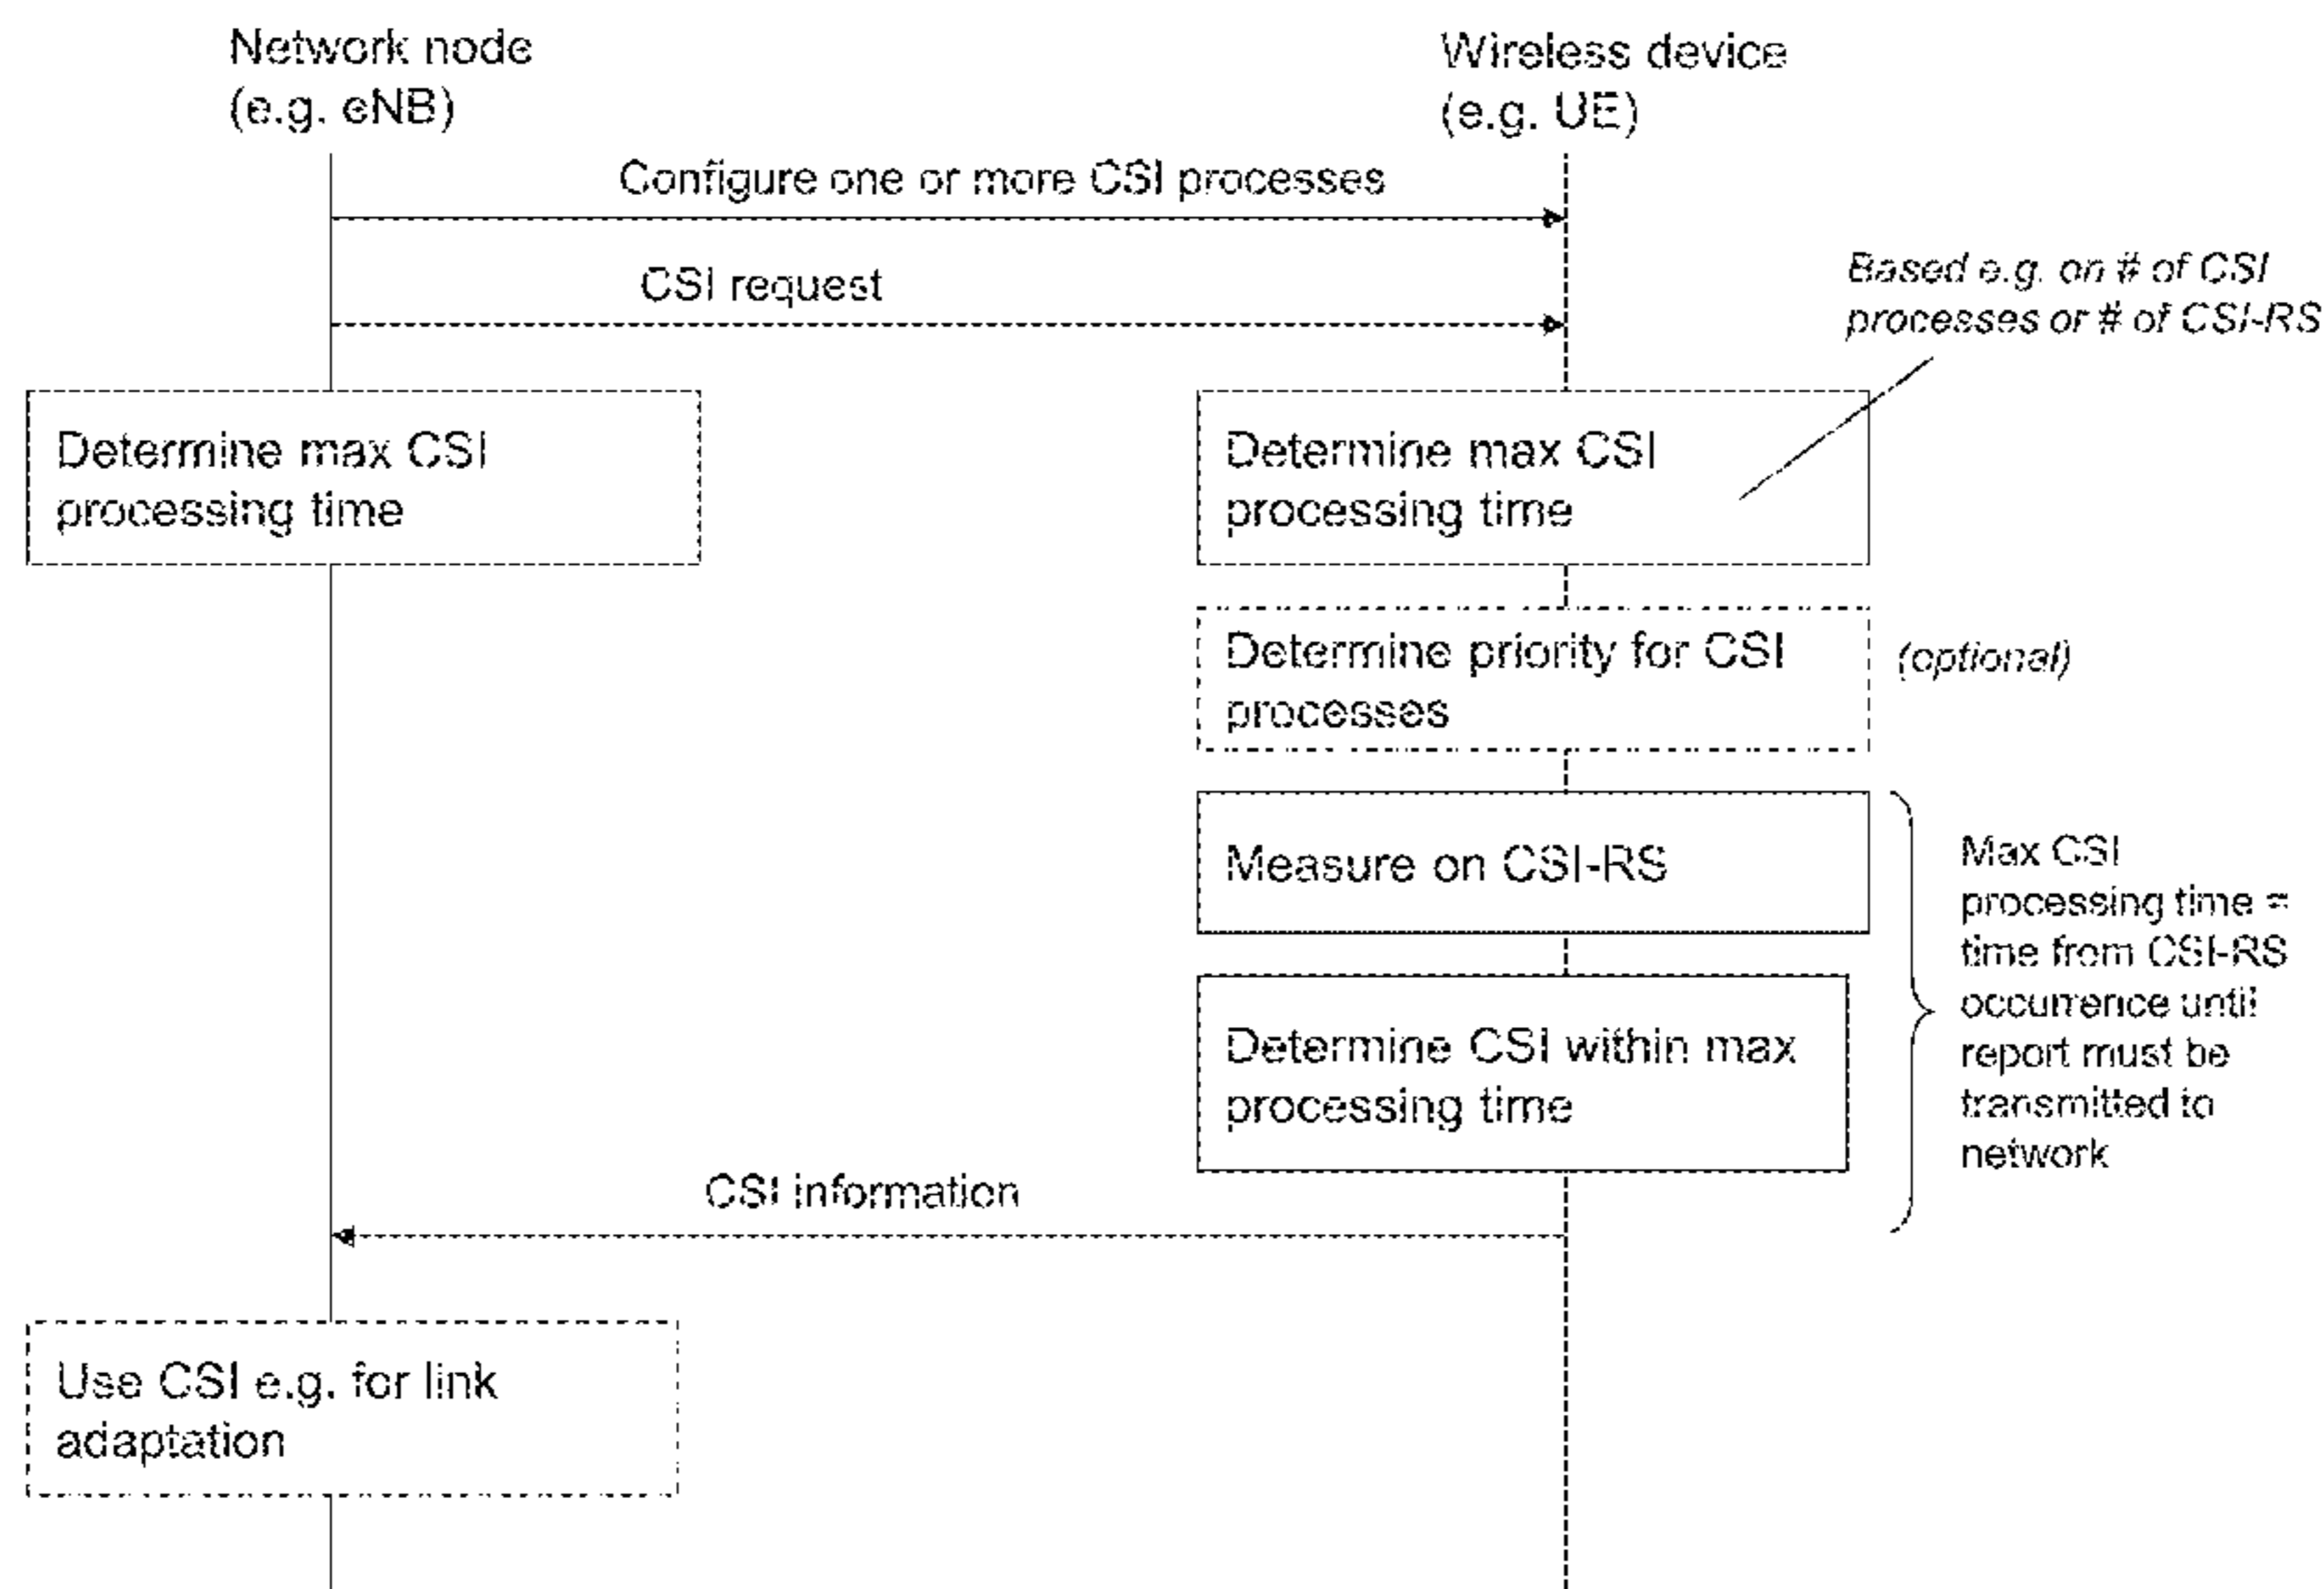 Network node
(e.g. eNB)
Wireless device
(e.g. UE)
Configure one or more CSI processes
CSI request
Based e.g. on # of CSI
processes or # of CSI-RS
Determine max CSI
processing time
Determine max CSI
processing time
Determine priority for CSI
processes
(optional)
Measure on CSI-RS
Max CSI
processing time =
time from CSI-RS
occurrence until
report must be
transmitted to
network
Determine CSI within max
processing time
CSI information
Use CSI e.g. for link
adaptation